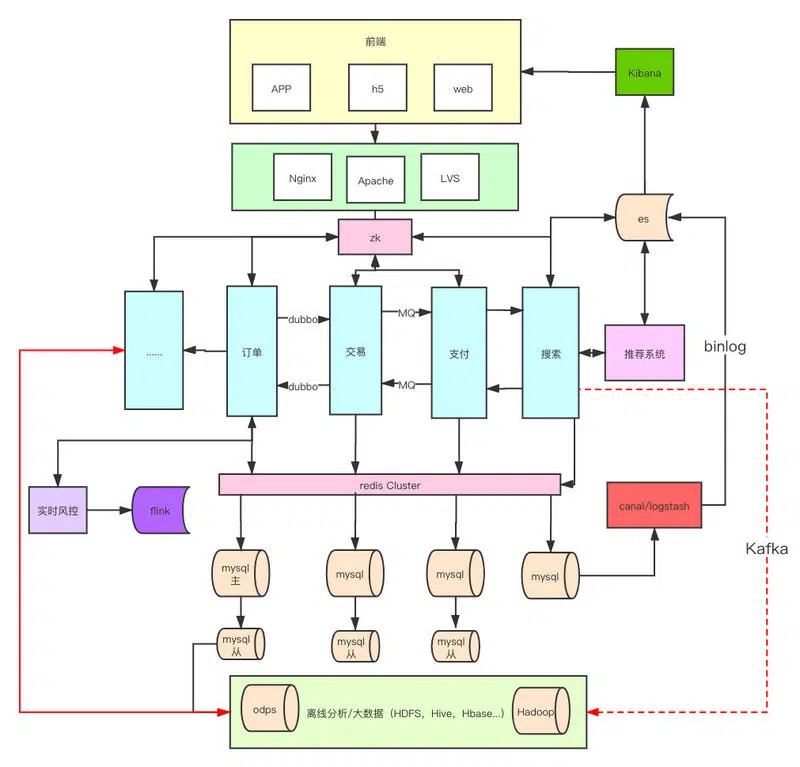 前端
APP
h5
web
Kibana
Nginx
Apache
LVS
zk
es
......
订单
dubbo
dubbo
交易
MQ
MQ
支付
搜索
推荐系统
binlog
实时风控
flink
redis Cluster
canal/logstash
Kafka
mysql
主
mysql
mysql
mysql
mysql
从
mysql
从
mysql
从
odps
离线分析/大数据（HDFS，Hive，Hbase...）
Hadoop